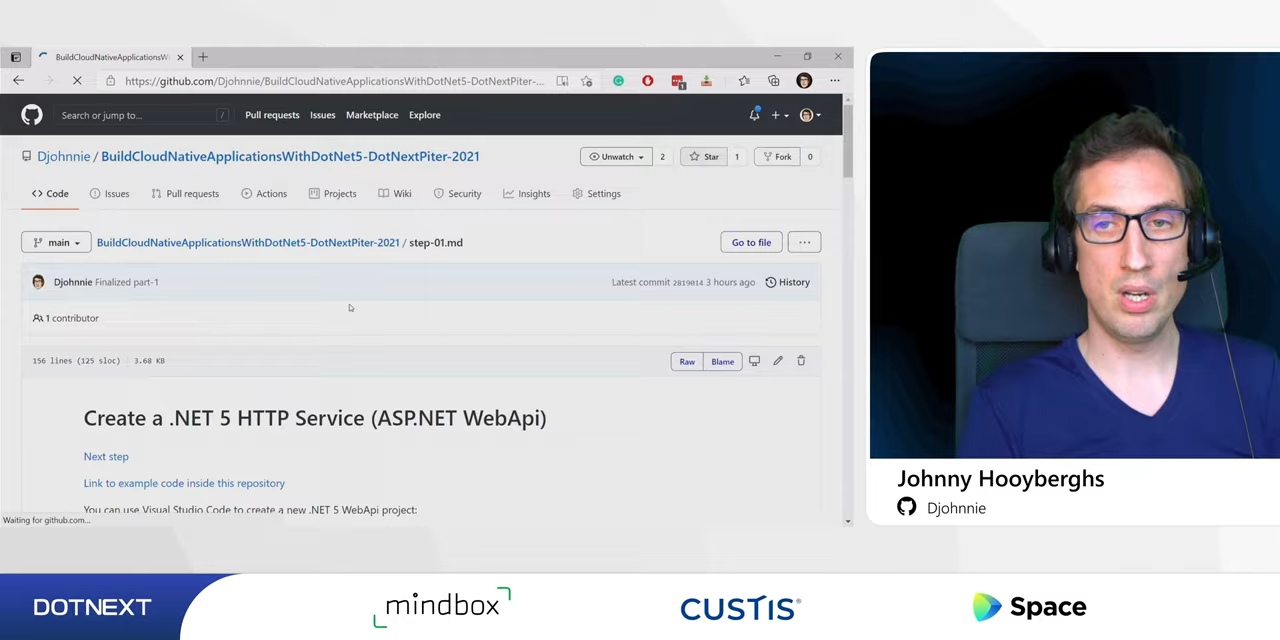 BuildCloudNativeApplicationsW
https://github.com/Djohnnie/BuildCloudNativeApplicationsWithDotNet5-DotNextPiter-...
1
Search or jump to...
/
Pull requests
Issues
Marketplace
Explore
Djohnnie / BuildCloudNativeApplicationsWithDotNet5-DotNextPiter-2021
Unwatch
2
Star
1
Fork
0
<> Code
Issues
Pull requests
Actions
Projects
Wiki
Security
Insights
Settings
main
BuildCloudNativeApplicationsWithDotNet5-DotNextPiter-2021 / step-01.md
Go to file
...
Djohnnie Finalized part-1
Latest commit 2819014 3 hours ago
History
1 contributor
156 lines (125 sloc)
3.68 KB
Raw
Blame
Create a .NET 5 HTTP Service (ASP.NET WebApi)
Next step
Link to example code inside this repository
You can use Visual Studio Code to create a new .NET 5 WebApi project:
Waiting for github.com...
Johnny Hooyberghs
Djohnnie
DOTNEXT
mindbox
CUSTIS®
Space